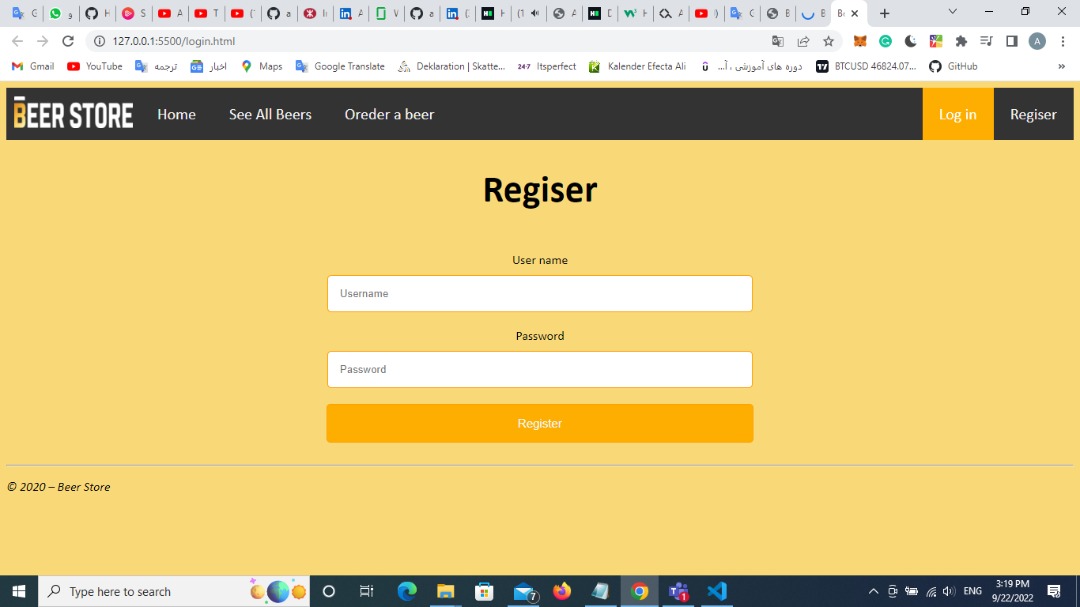 127.0.0.1:5500/login.html
A
Gmail
YouTube
ترجمه
اخبار
Maps
Google Translate
Deklaration | Skatte...
Itsperfect
Kalender Efecta Ali
دوره های آموزشی ، آ...
BTCUSD 46824.07...
GitHub
»
BEER STORE
Home
See All Beers
Oreder a beer
Log in
Regiser
Regiser
User name
Username
Password
Password
Register
© 2020 – Beer Store
Type here to search
7
1
ENG
3:19 PM
9/22/2022